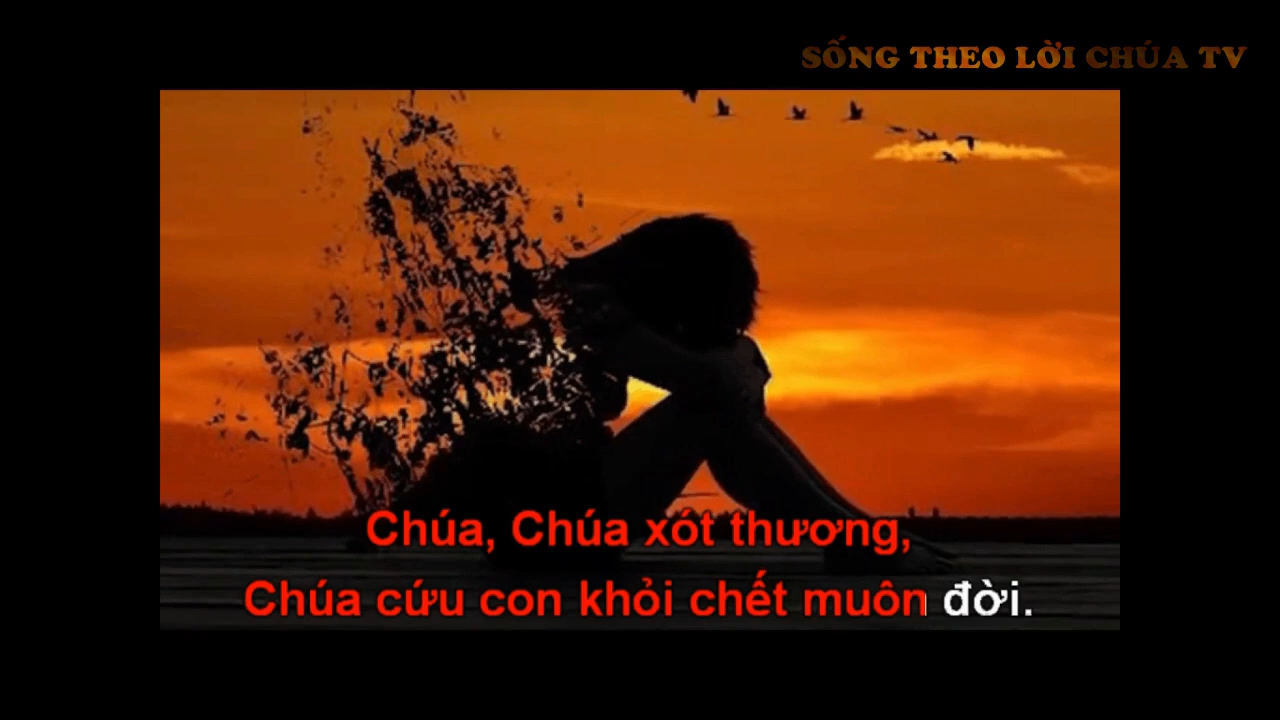 SỐNG THEO LỜI CHÚA TV
Chúa, Chúa xót thương,
Chúa cứu con khỏi chết muôn đời.